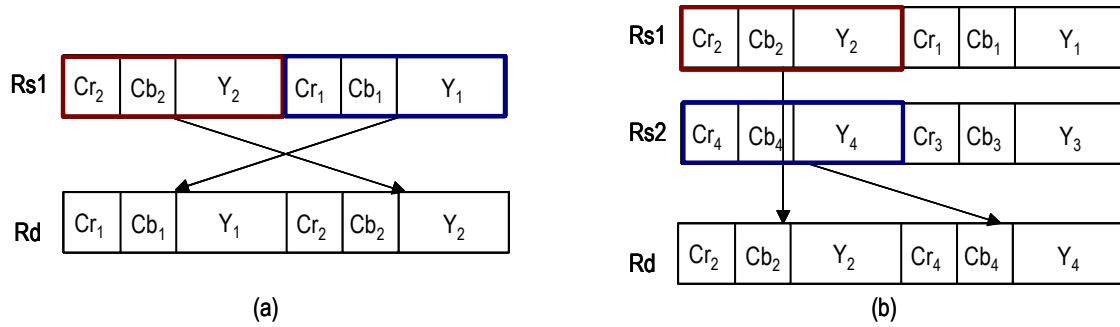 Rs1 Cr₂ Cb₂ Y₂ Cr₁ Cb₁ Y₁
Rd Cr₁ Cb₁ Y₁ Cr₂ Cb₂ Y₂
(a)
Rs1 Cr₂ Cb₂ Y₂ Cr₁ Cb₁ Y₁
Rs2 Cr₄ Cb₄ Y₄ Cr₃ Cb₃ Y₃
Rd Cr₂ Cb₂ Y₂ Cr₄ Cb₄ Y₄
(b)